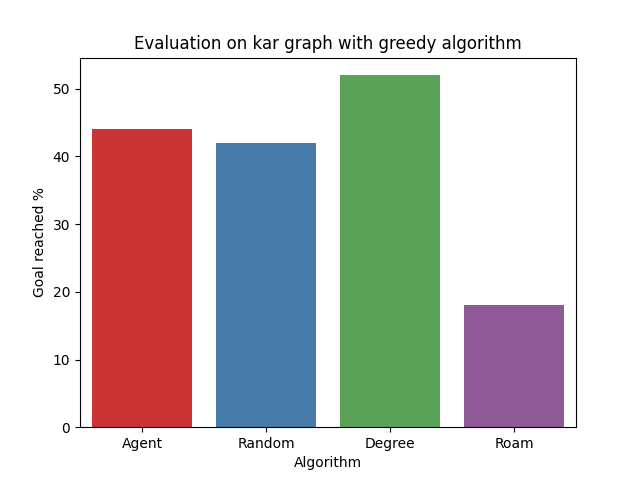 Evaluation on kar graph with greedy algorithm
Goal reached %
50
40
30
20
10
0
Agent Random Degree Roam
Algorithm